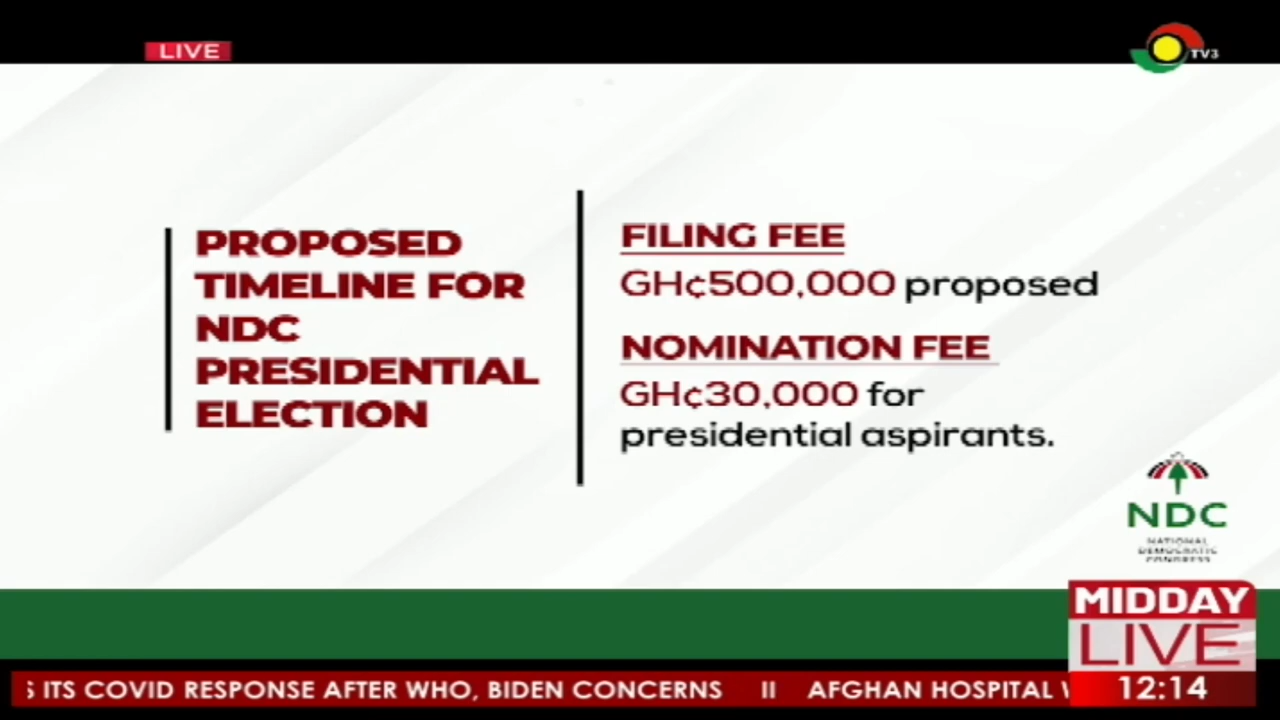 LIVE
TV3
PROPOSED
TIMELINE FOR
NDC
PRESIDENTIAL
ELECTION
FILING FEE
GH¢500,000 proposed
NOMINATION FEE
GH¢30,000 for
presidential aspirants.
NDC
NATIONAL
DEMOCRATIC
CONGRESS
MIDDAY
LIVE
12:14
S ITS COVID RESPONSE AFTER WHO, BIDEN CONCERNS II AFGHAN HOSPITAL